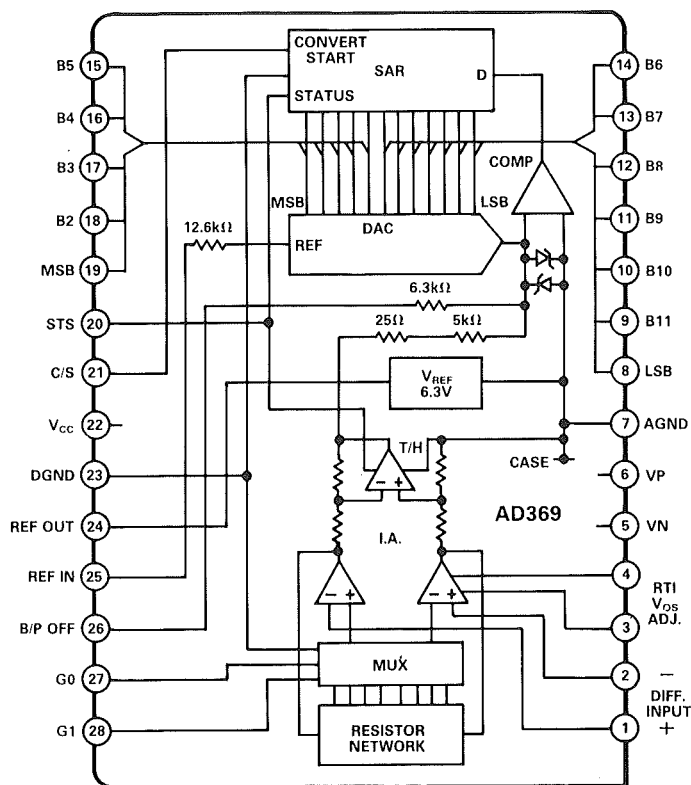 CONVERT
START
SAR
D
STATUS
COMP
MSB
LSB
DAC
REF
12.6kΩ
6.3kΩ
25Ω
5kΩ
VREF
6.3V
T/H
CASE
− +
AD369
I.A.
− +
− +
MUX
RESISTOR
NETWORK
B5 15
B4 16
B3 17
B2 18
MSB 19
STS 20
C/S 21
VCC 22
DGND 23
REF OUT 24
REF IN 25
B/P OFF 26
G0 27
G1 28
14 B6
13 B7
12 B8
11 B9
10 B10
9 B11
8 LSB
7 AGND
6 VP
5 VN
4
RTI
VOS
ADJ.
3
2 −
DIFF.
INPUT
1 +